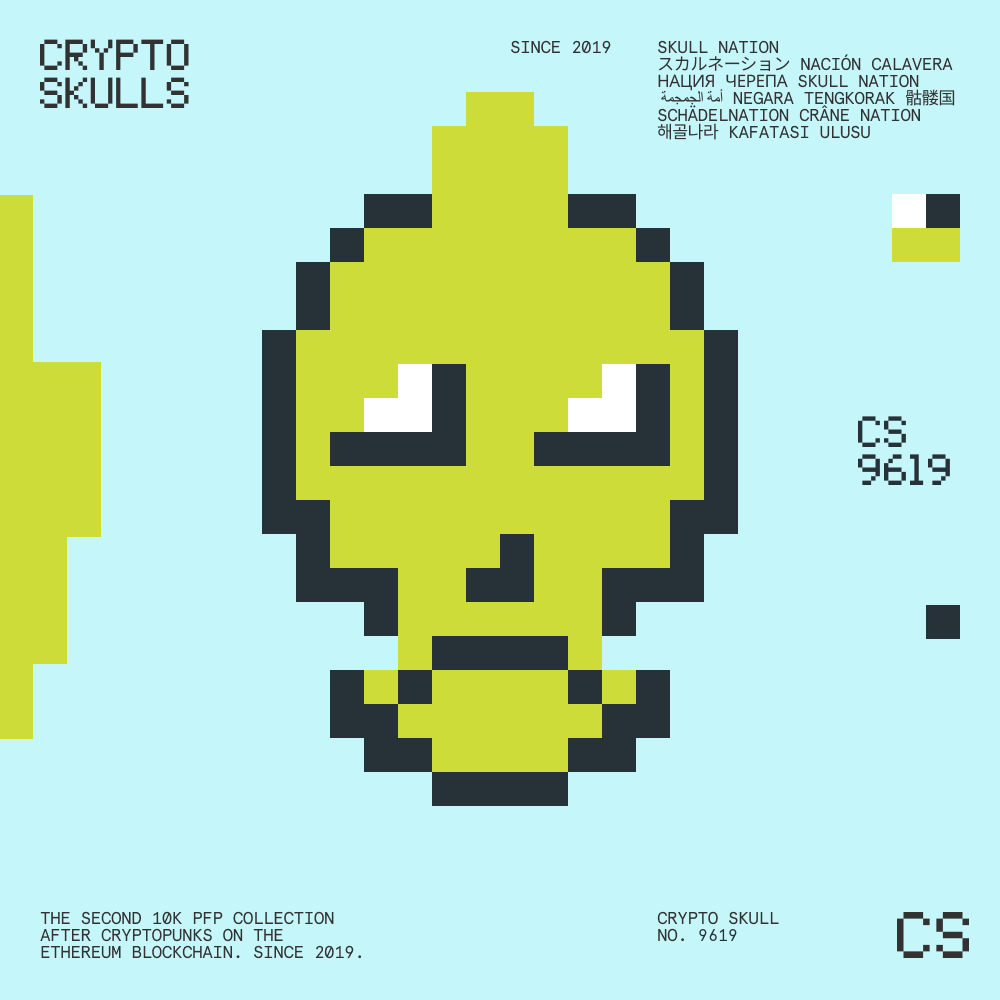 CRYPTO
SKULLS
SINCE 2019
SKULL NATION
スカルネーション NACIÓN CALAVERA
НАЦИЯ ЧЕРЕПА SKULL NATION
أمة الجمجمة NEGARA TENGKORAK 骷髅国
SCHÄDELNATION CRÂNE NATION
해골나라 KAFATASI ULUSU
CS
9619
THE SECOND 10K PFP COLLECTION
AFTER CRYPTOPUNKS ON THE
ETHEREUM BLOCKCHAIN. SINCE 2019.
CRYPTO SKULL
NO. 9619
CS